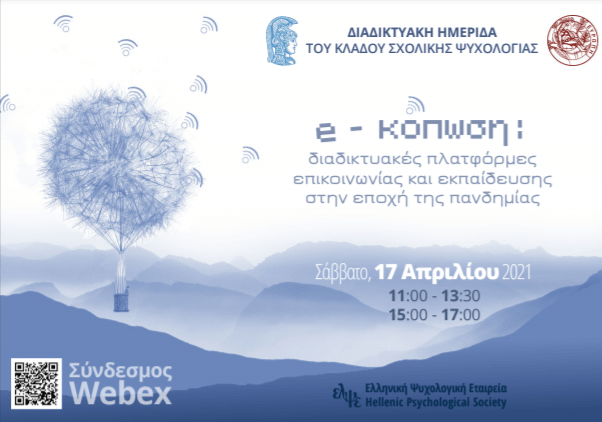 ΔΙΑΔΙΚΤΥΑΚΗ ΗΜΕΡΙΔΑ
ΤΟΥ ΚΛΑΔΟΥ ΣΧΟΛΙΚΗΣ ΨΥΧΟΛΟΓΙΑΣ
e - κοπωση:
διαδικτυακές πλατφόρμες
επικοινωνίας και εκπαίδευσης
στην εποχή της πανδημίας
Σάββατο, 17 Απριλίου 2021
11:00 - 13:30
15:00 - 17:00
Σύνδεσμος
Webex
ελψε
Ελληνική Ψυχολογική Εταιρεία
Hellenic Psychological Society